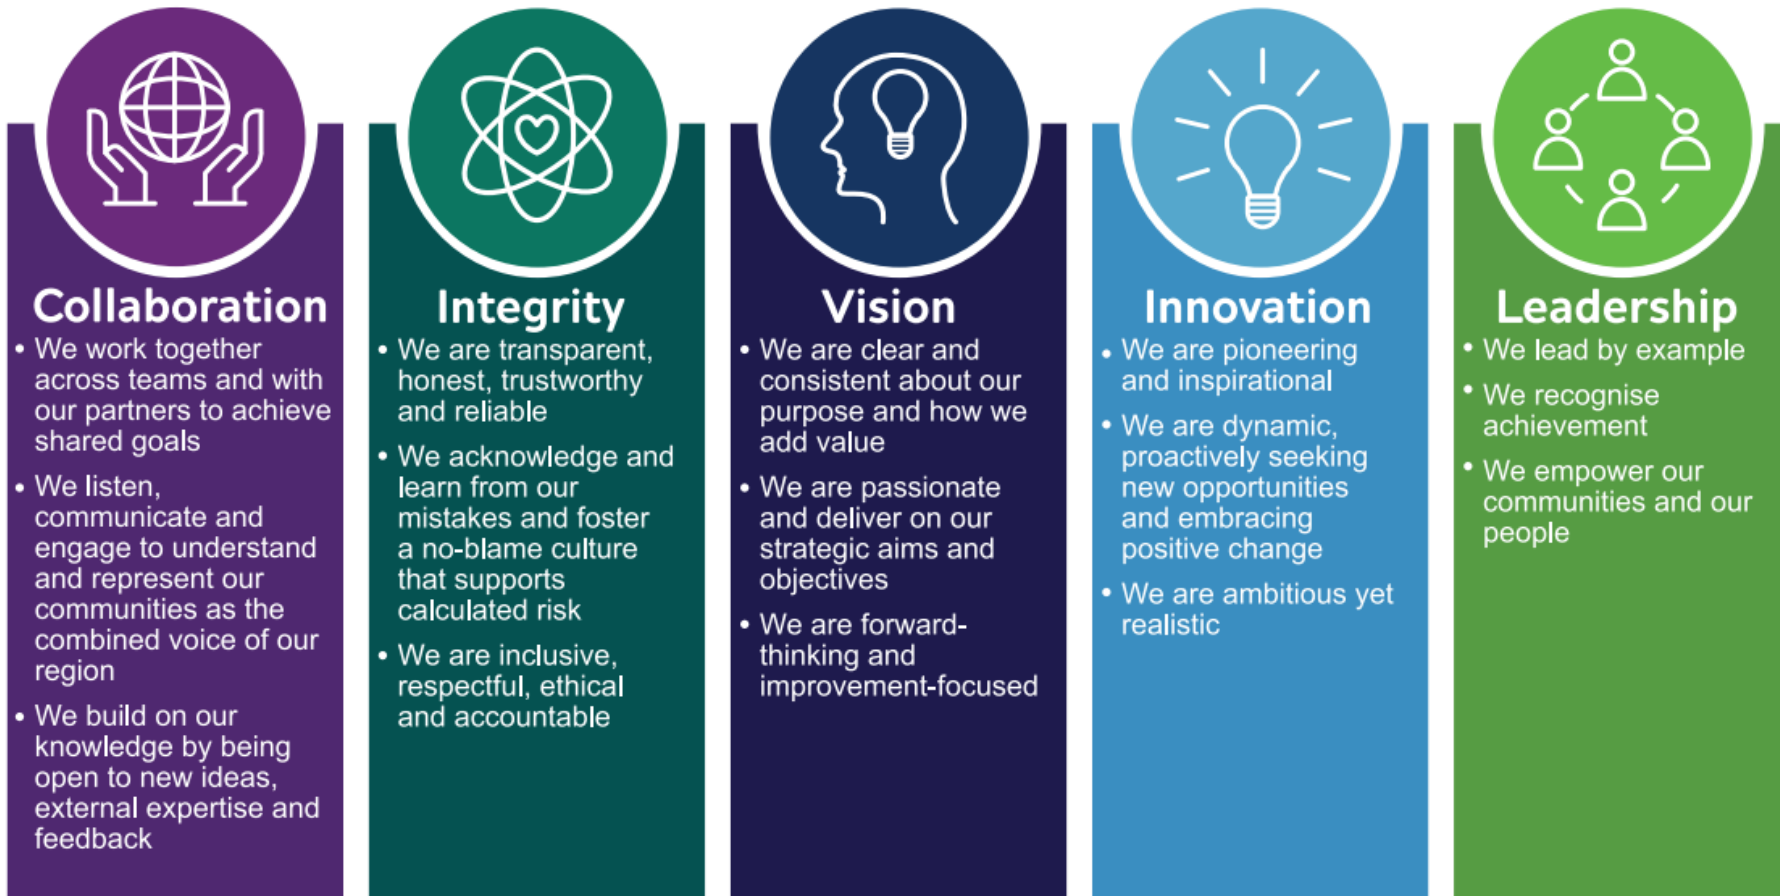 Collaboration
• We work together
across teams and with
our partners to achieve
shared goals
• We listen,
communicate and
engage to understand
and represent our
communities as the
combined voice of our
region
• We build on our
knowledge by being
open to new ideas,
external expertise and
feedback
Integrity
• We are transparent,
honest, trustworthy
and reliable
• We acknowledge and
learn from our
mistakes and foster
a no-blame culture
that supports
calculated risk
• We are inclusive,
respectful, ethical
and accountable
Vision
• We are clear and
consistent about our
purpose and how we
add value
• We are passionate
and deliver on our
strategic aims and
objectives
• We are forward-
thinking and
improvement-focused
Innovation
• We are pioneering
and inspirational
• We are dynamic,
proactively seeking
new opportunities
and embracing
positive change
• We are ambitious yet
realistic
Leadership
• We lead by example
• We recognise
achievement
• We empower our
communities and our
people